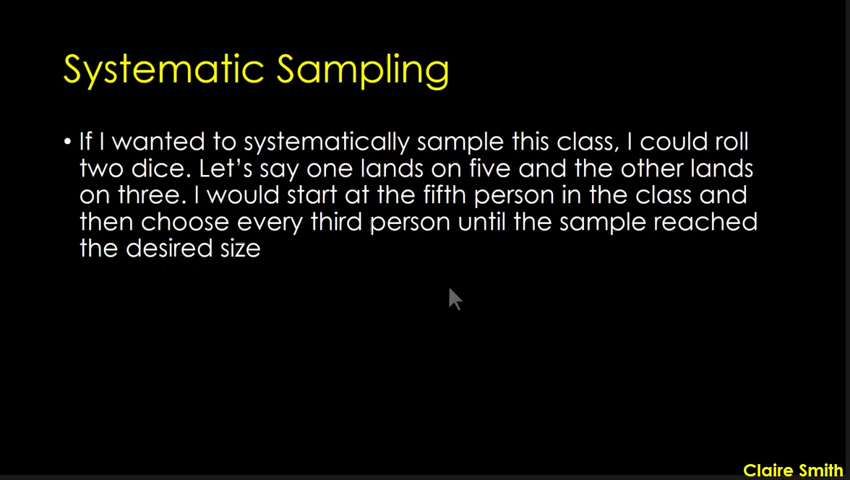 Systematic Sampling
• If I wanted to systematically sample this class, I could roll
two dice. Let's say one lands on five and the other lands
on three. I would start at the fifth person in the class and
then choose every third person until the sample reached
the desired size
Claire Smith